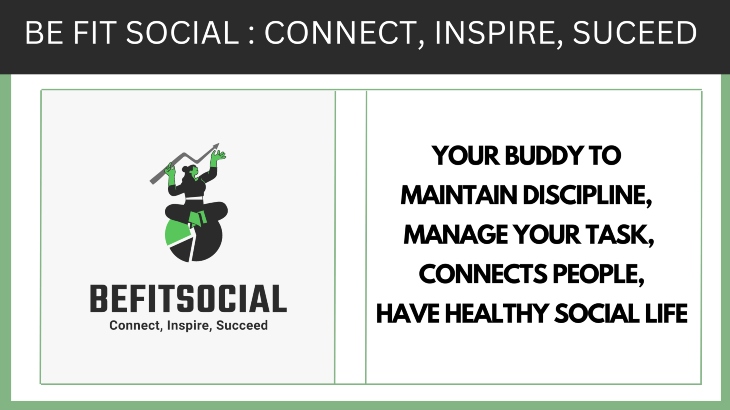 BE FIT SOCIAL : CONNECT, INSPIRE, SUCEED
BEFITSOCIAL
Connect, Inspire, Succeed
YOUR BUDDY TO
MAINTAIN DISCIPLINE,
MANAGE YOUR TASK,
CONNECTS PEOPLE,
HAVE HEALTHY SOCIAL LIFE